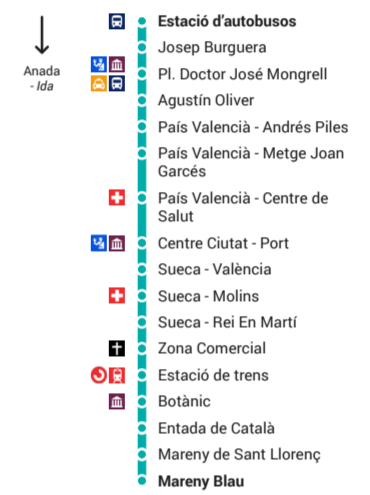 Anada
- Ida
Estació d'autobusos
Josep Burguera
Pl. Doctor José Mongrell
Agustín Oliver
País Valencià - Andrés Piles
País Valencià - Metge Joan
Garcés
País Valencià - Centre de
Salut
Centre Ciutat - Port
Sueca - València
Sueca - Molins
Sueca - Rei En Martí
Zona Comercial
Estació de trens
Botànic
Entada de Català
Mareny de Sant Llorenç
Mareny Blau